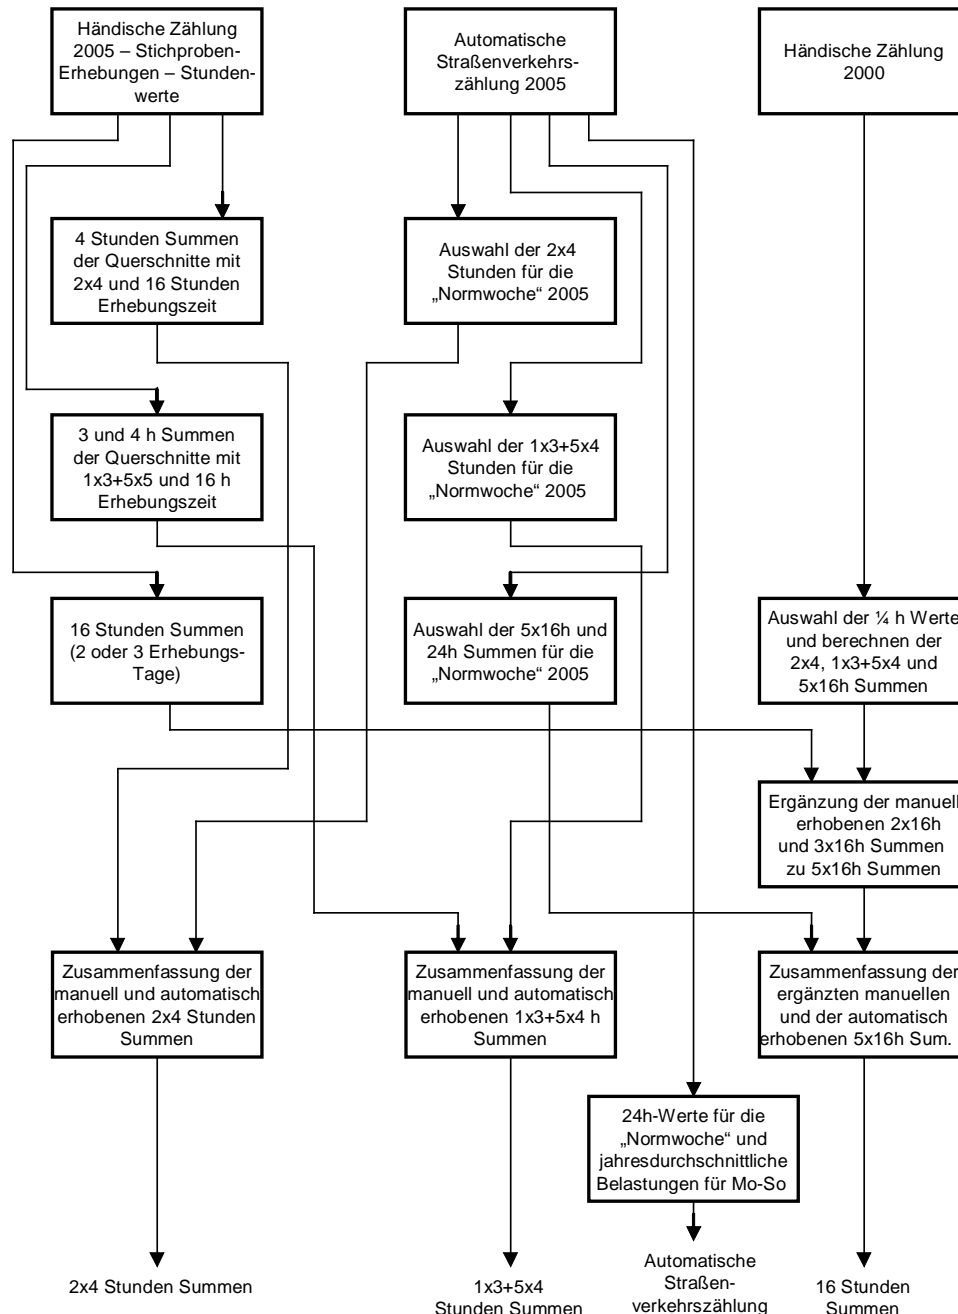 Händische Zählung
2005 – Stichproben-
Erhebungen – Stunden-
werte
Automatische
Straßenverkehrs-
zählung 2005
Händische Zählung
2000
4 Stunden Summen
der Querschnitte mit
2x4 und 16 Stunden
Erhebungszeit
Auswahl der 2x4
Stunden für die
„Normwoche“ 2005
3 und 4 h Summen
der Querschnitte mit
1x3+5x5 und 16 h
Erhebungszeit
Auswahl der 1x3+5x4
Stunden für die
„Normwoche“ 2005
16 Stunden Summen
(2 oder 3 Erhebungs-
Tage)
Auswahl der 5x16h und
24h Summen für die
„Normwoche“ 2005
Auswahl der ¼ h Werte
und berechnen der
2x4, 1x3+5x4 und
5x16h Summen
Ergänzung der manuell
erhobenen 2x16h
und 3x16h Summen
zu 5x16h Summen
Zusammenfassung der
manuell und automatisch
erhobenen 2x4 Stunden
Summen
Zusammenfassung der
manuell und automatisch
erhobenen 1x3+5x4 h
Summen
Zusammenfassung der
ergänzten manuellen
und der automatisch
erhobenen 5x16h Sum.
24h-Werte für die
„Normwoche“ und
jahresdurchschnittliche
Belastungen für Mo-So
2x4 Stunden Summen
1x3+5x4
Stunden Summen
Automatische
Straßen-
verkehrszählung
16 Stunden
Summen